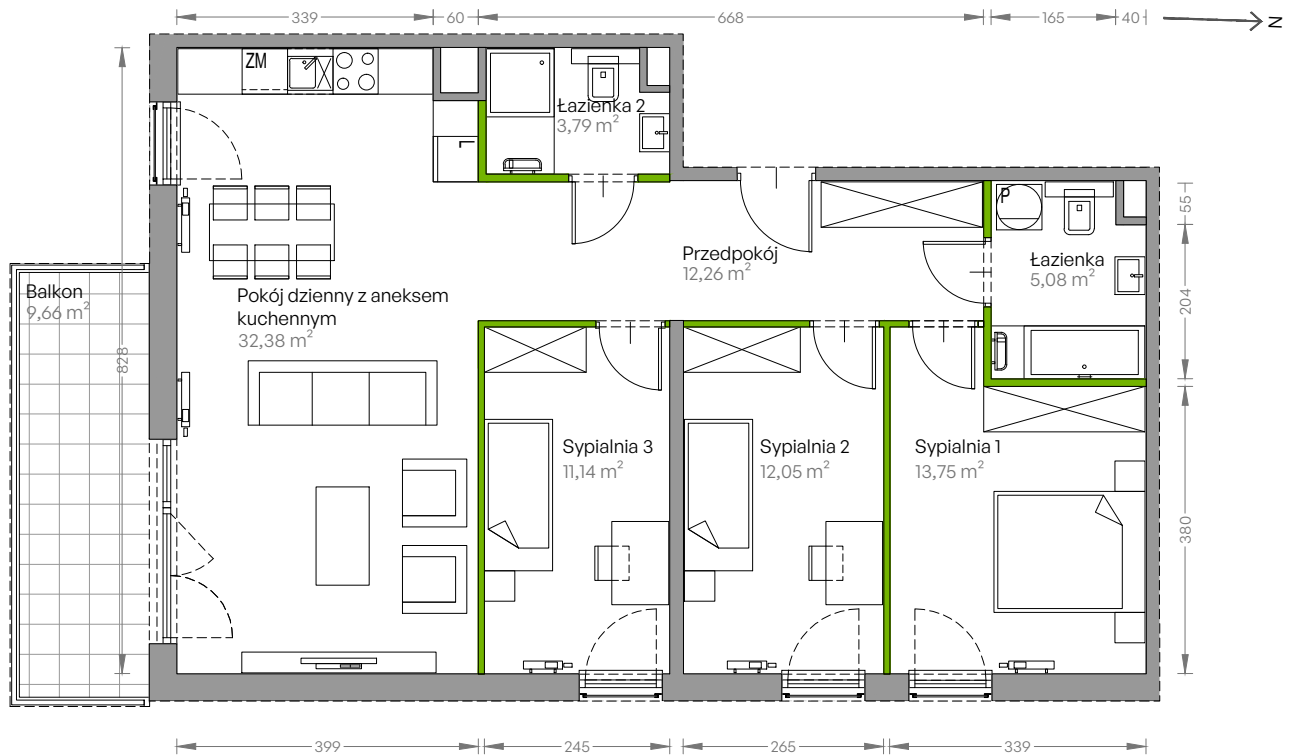 339
60
668
165
40
N
ZM
Łazienka 2
3,79 m²
L
P
55
Przedpokój
12,26 m²
Łazienka
5,08 m²
204
Balkon
9,66 m²
Pokój dzienny z aneksem
kuchennym
32,38 m²
828
Sypialnia 3
11,14 m²
Sypialnia 2
12,05 m²
Sypialnia 1
13,75 m²
380
399
245
265
339